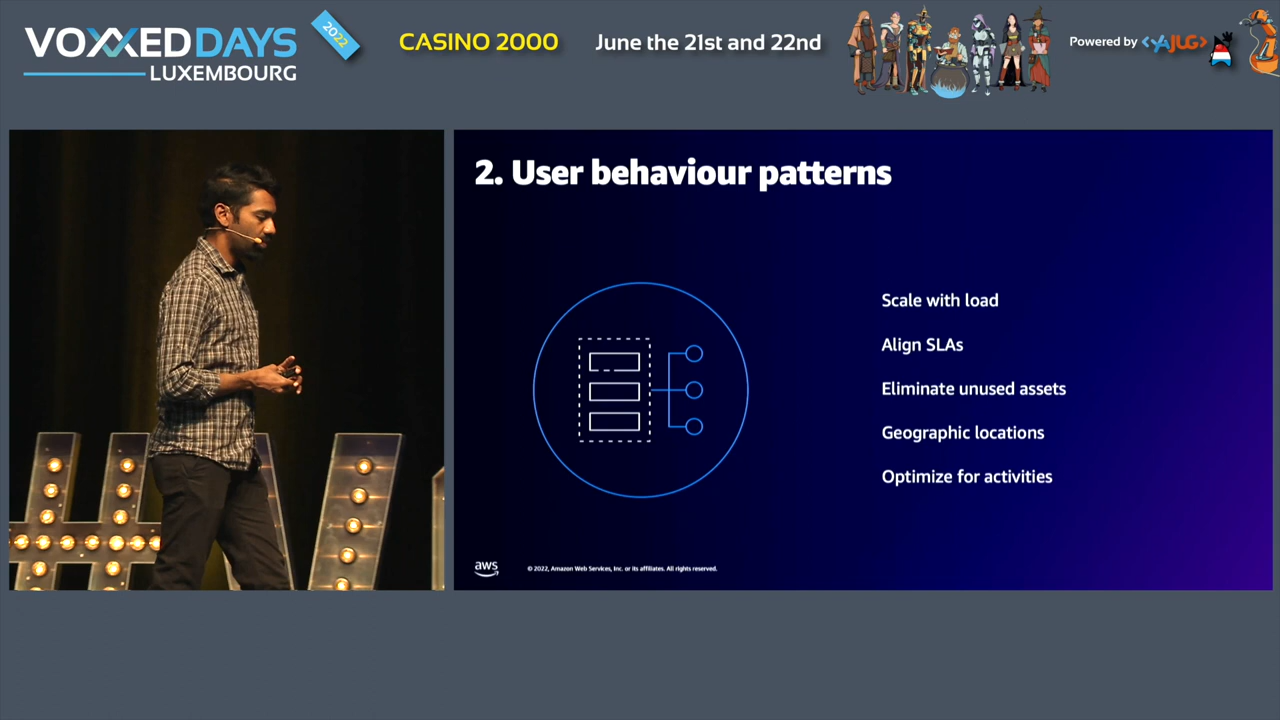 VOXXEDDAYS
LUXEMBOURG
2022
CASINO 2000
June the 21st and 22nd
Powered by <YAJUG>
2. User behaviour patterns
Scale with load
Align SLAs
Eliminate unused assets
Geographic locations
Optimize for activities
aws
© 2022, Amazon Web Services, Inc. or its affiliates. All rights reserved.